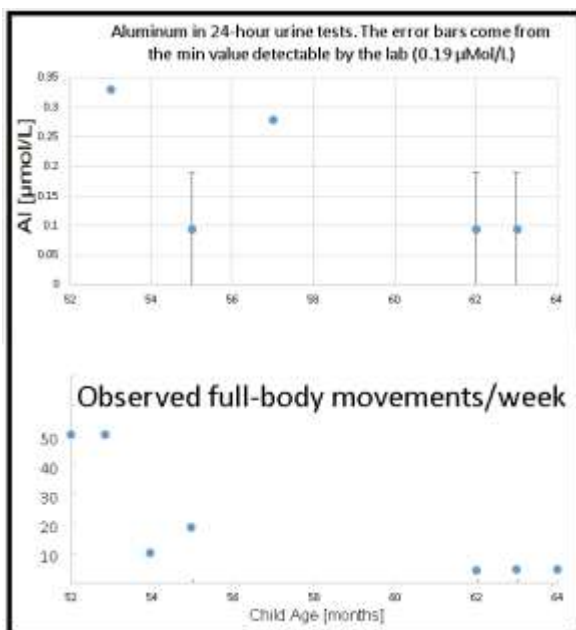 Aluminum in 24-hour urine tests. The error bars come from
the min value detectable by the lab (0.19 µMol/L)
0.35
0.3
0.25
0.2
0.15
0.1
0.05
0
Al [µmol/L]
52 54 56 58 60 62 64
Observed full-body movements/week
50
40
30
20
10
52 54 56 58 60 62 64
Child Age [months]